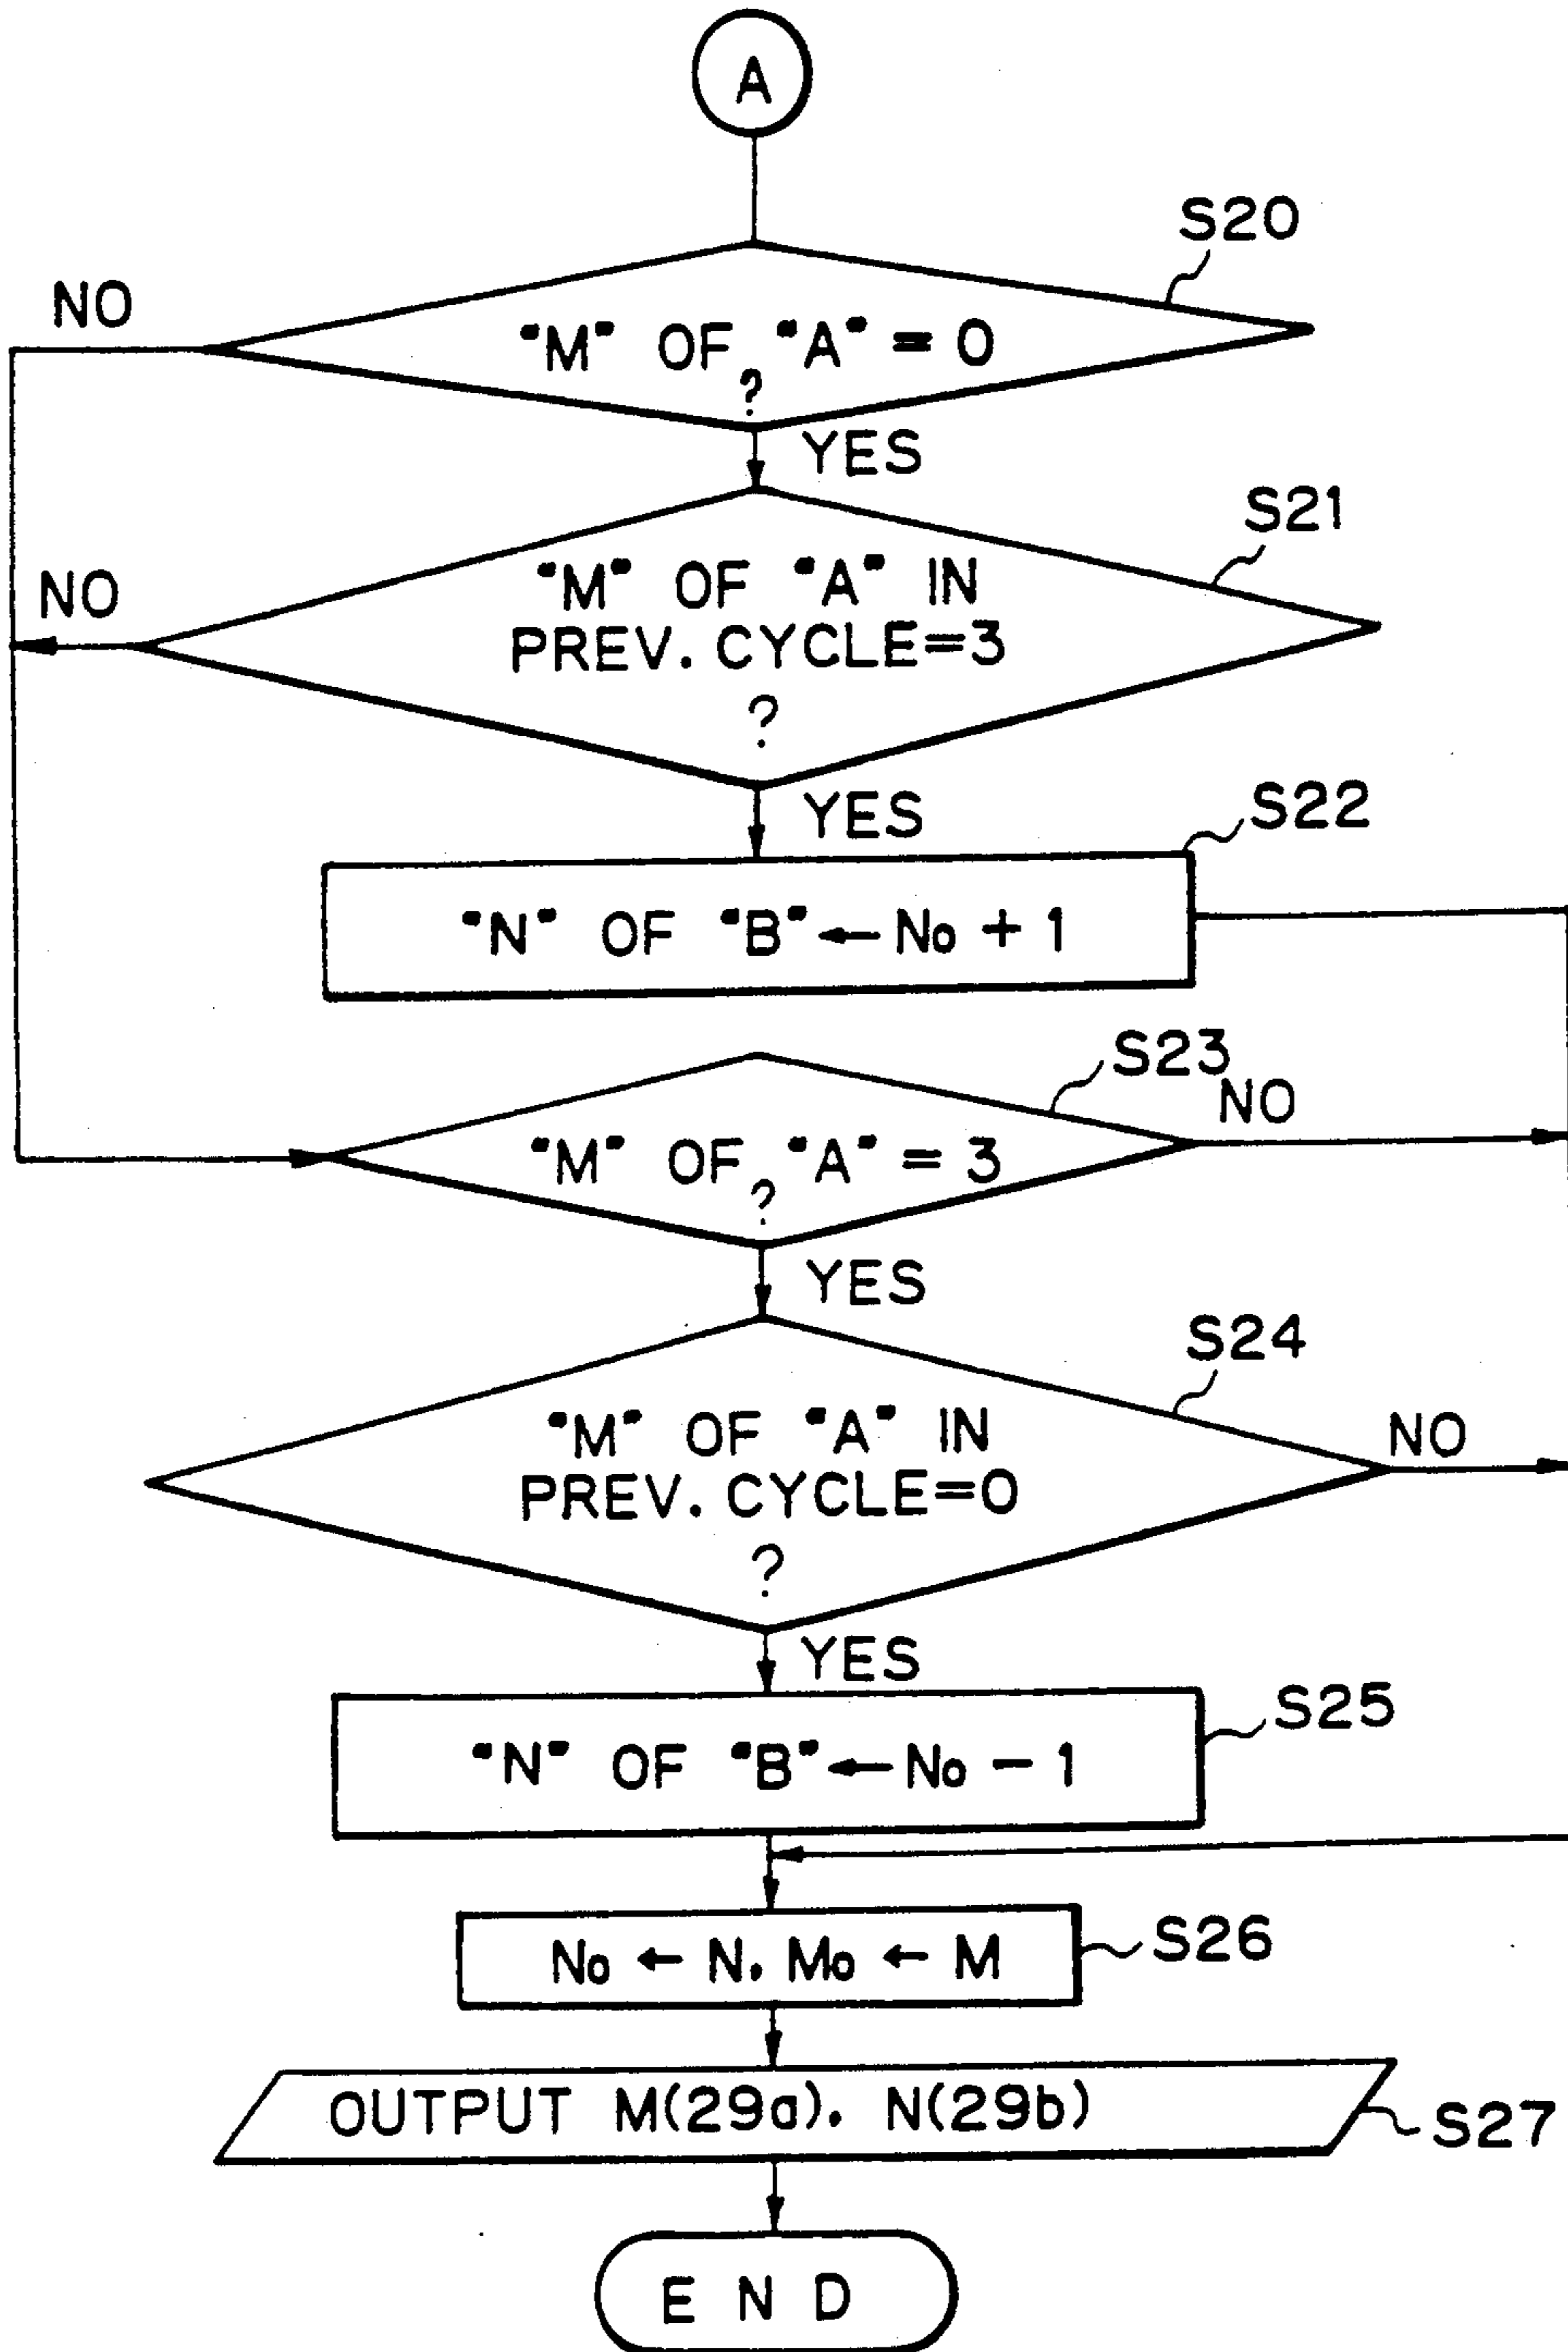 A
S20
NO
"M" OF "A" = 0
?
YES
S21
NO
"M" OF "A" IN
PREV. CYCLE=3
?
YES
S22
"N" OF "B" ← No + 1
S23
NO
"M" OF "A" = 3
?
YES
S24
NO
"M" OF "A" IN
PREV. CYCLE=0
?
YES
S25
"N" OF "B" ← No - 1
No ← N. Mo ← M
S26
OUTPUT M(29a). N(29b)
S27
END